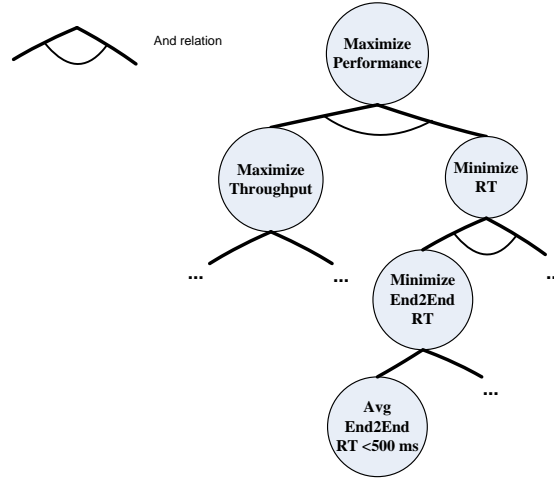 And relation
Maximize
Performance
Maximize
Throughput
Minimize
RT
...
...
Minimize
End2End
RT
...
...
Avg
End2End
RT <500 ms